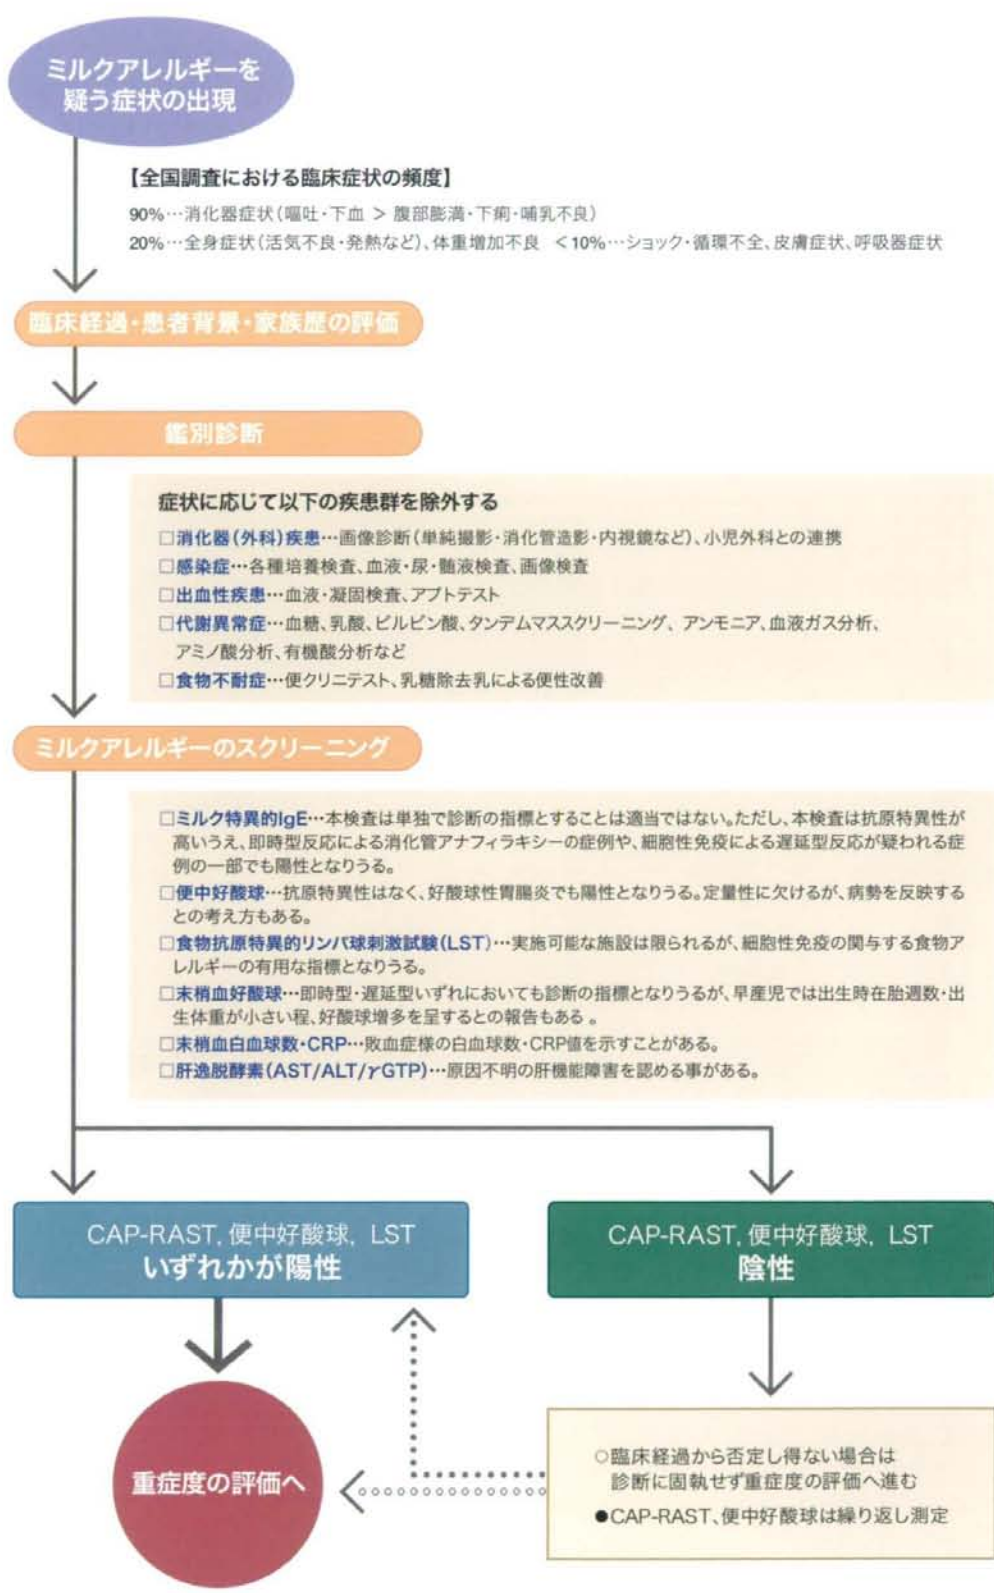 ミルクアレルギーを
疑う症状の出現
【全国調査における臨床症状の頻度】
90%…消化器症状(嘔吐・下血 > 腹部膨満・下痢・哺乳不良)
20%…全身症状(活気不良・発熱など)、体重増加不良 <10%…ショック・循環不全、皮膚症状、呼吸器症状
臨床経過・患者背景・家族歴の評価
鑑別診断
症状に応じて以下の疾患群を除外する
□消化器(外科)疾患…画像診断(単純撮影・消化管造影・内視鏡など)、小児外科との連携
□感染症…各種培養検査、血液・尿・髄液検査、画像検査
□出血性疾患…血液・凝固検査、アプトテスト
□代謝異常症…血糖、乳酸、ピルビン酸、タンデムマススクリーニング、アンモニア、血液ガス分析、
アミノ酸分析、有機酸分析など
□食物不耐症…便クリニテスト、乳糖除去乳による便性改善
ミルクアレルギーのスクリーニング
□ミルク特異的IgE…本検査は単独で診断の指標とすることは適当ではない。ただし、本検査は抗原特異性が
高いうえ、即時型反応による消化管アナフィラキシーの症例や、細胞性免疫による遅延型反応が疑われる症
例の一部でも陽性となりうる。
□便中好酸球…抗原特異性はなく、好酸球性胃腸炎でも陽性となりうる。定量性に欠けるが、病勢を反映する
との考え方もある。
□食物抗原特異的リンパ球刺激試験(LST)…実施可能な施設は限られるが、細胞性免疫の関与する食物ア
レルギーの有用な指標となりうる。
□末梢血好酸球…即時型・遅延型いずれにおいても診断の指標となりうるが、早産児では出生時在胎週数・出
生体重が小さい程、好酸球増多を呈するとの報告もある。
□末梢血白血球数・CRP…敗血症様の白血球数・CRP値を示すことがある。
□肝逸脱酵素(AST/ALT/γGTP)…原因不明の肝機能障害を認める事がある。
CAP-RAST, 便中好酸球, LST
いずれかが陽性
CAP-RAST, 便中好酸球, LST
陰性
重症度の評価へ
○臨床経過から否定し得ない場合は
診断に固執せず重症度の評価へ進む
●CAP-RAST、便中好酸球は繰り返し測定